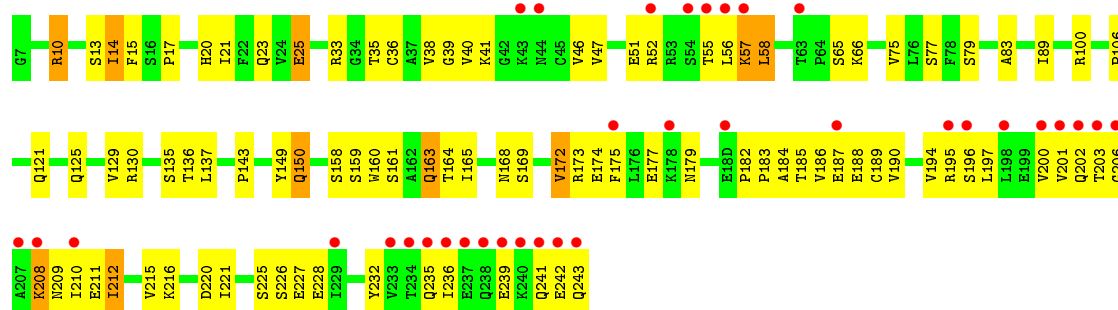 G7 R10 S13 I14 F15 S16 P17 H20 I21 F22 Q23 V24 E25 R33 G34 T35 C36 A37 V38 G39 V40 K41 G42 K43 N44 C45 V46 V47 E51 R52 R53 S54 T55 L56 K57 L58 T63 P64 S65 K66 V75 L76 S77 F78 S79 A83 I89 R100
Q121 Q125 V129 R130 S135 T136 L137 P143 Y149 Q150 S158 S159 W160 S161 A162 Q163 T164 I165 N168 S169 V172 R173 E174 F175 L176 E177 K178 N179 E18D P182 P183 A184 T185 V186 E187 E188 C189 V190 V194 R195 S196 L197 L198 E199 V200 V201 Q202 T203
A207 K208 N209 I210 E211 I212 V215 K216 D220 I221 S225 S226 E227 E228 I229 Y232 V233 T234 Q235 I236 E237 Q238 E239 K240 Q241 E242 Q243